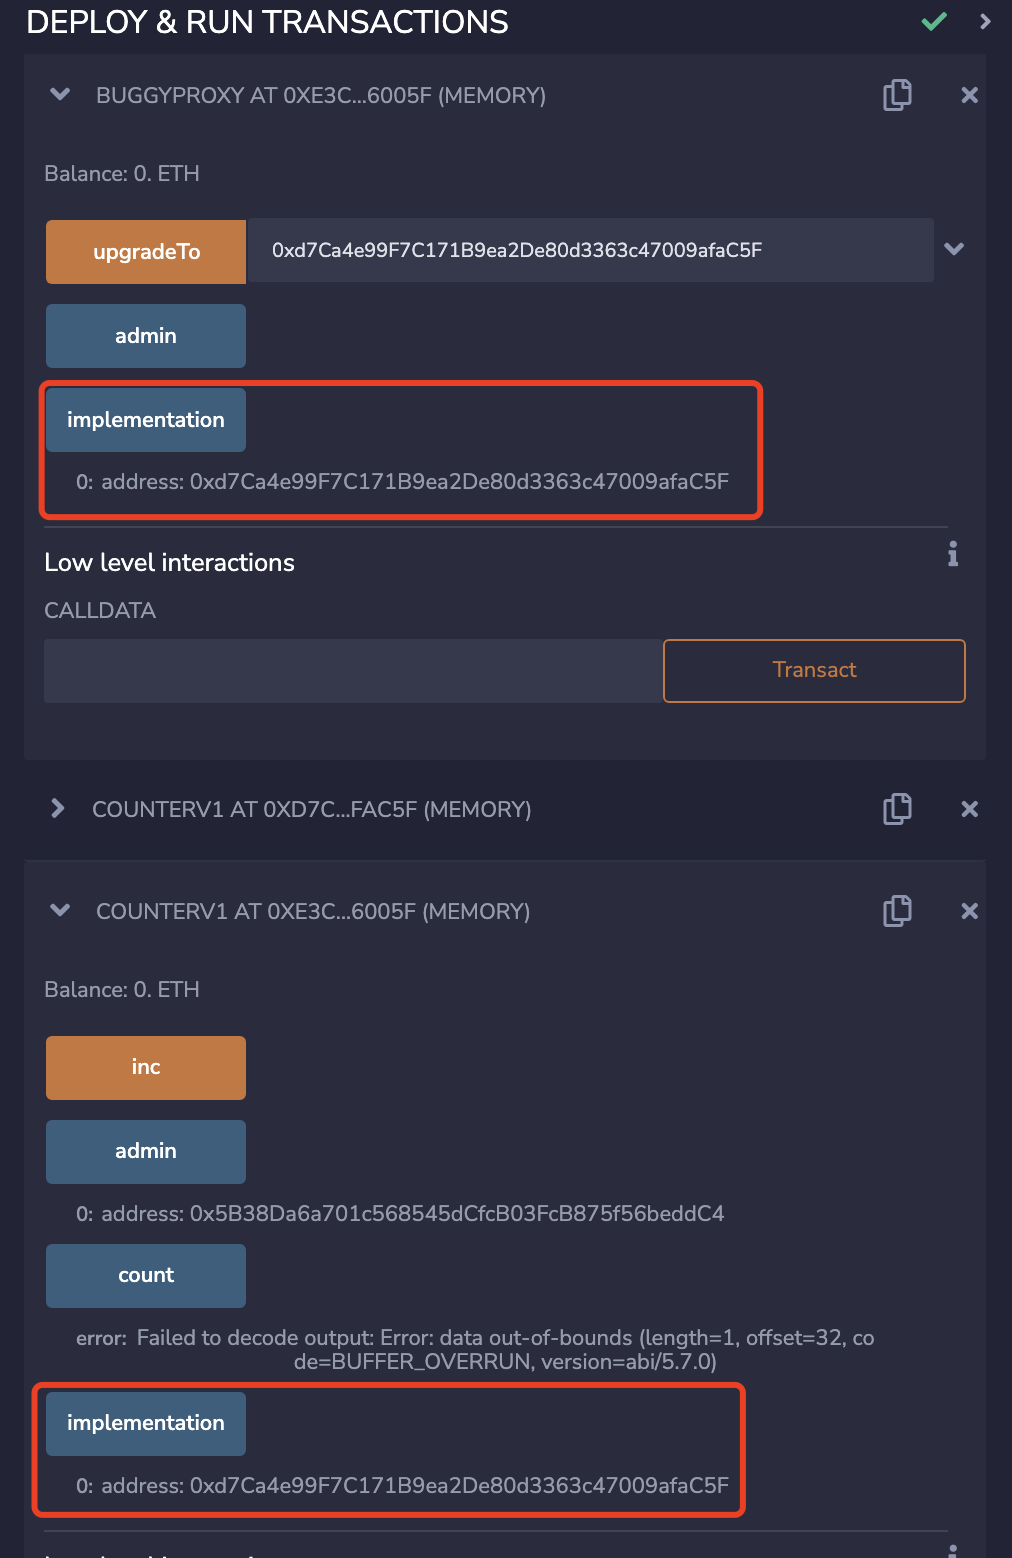 DEPLOY & RUN TRANSACTIONS
BUGGYPROXY AT 0XE3C...6005F (MEMORY)
Balance: 0. ETH
upgradeTo 0xd7Ca4e99F7C171B9ea2De80d3363c47009afaC5F
admin
implementation
0: address: 0xd7Ca4e99F7C171B9ea2De80d3363c47009afaC5F
Low level interactions
CALLDATA
Transact
COUNTERV1 AT 0XD7C...FAC5F (MEMORY)
COUNTERV1 AT 0XE3C...6005F (MEMORY)
Balance: 0. ETH
inc
admin
0: address: 0x5B38Da6a701c568545dCfcB03FcB875f56beddC4
count
error: Failed to decode output: Error: data out-of-bounds (length=1, offset=32, co
de=BUFFER_OVERRUN, version=abi/5.7.0)
implementation
0: address: 0xd7Ca4e99F7C171B9ea2De80d3363c47009afaC5F